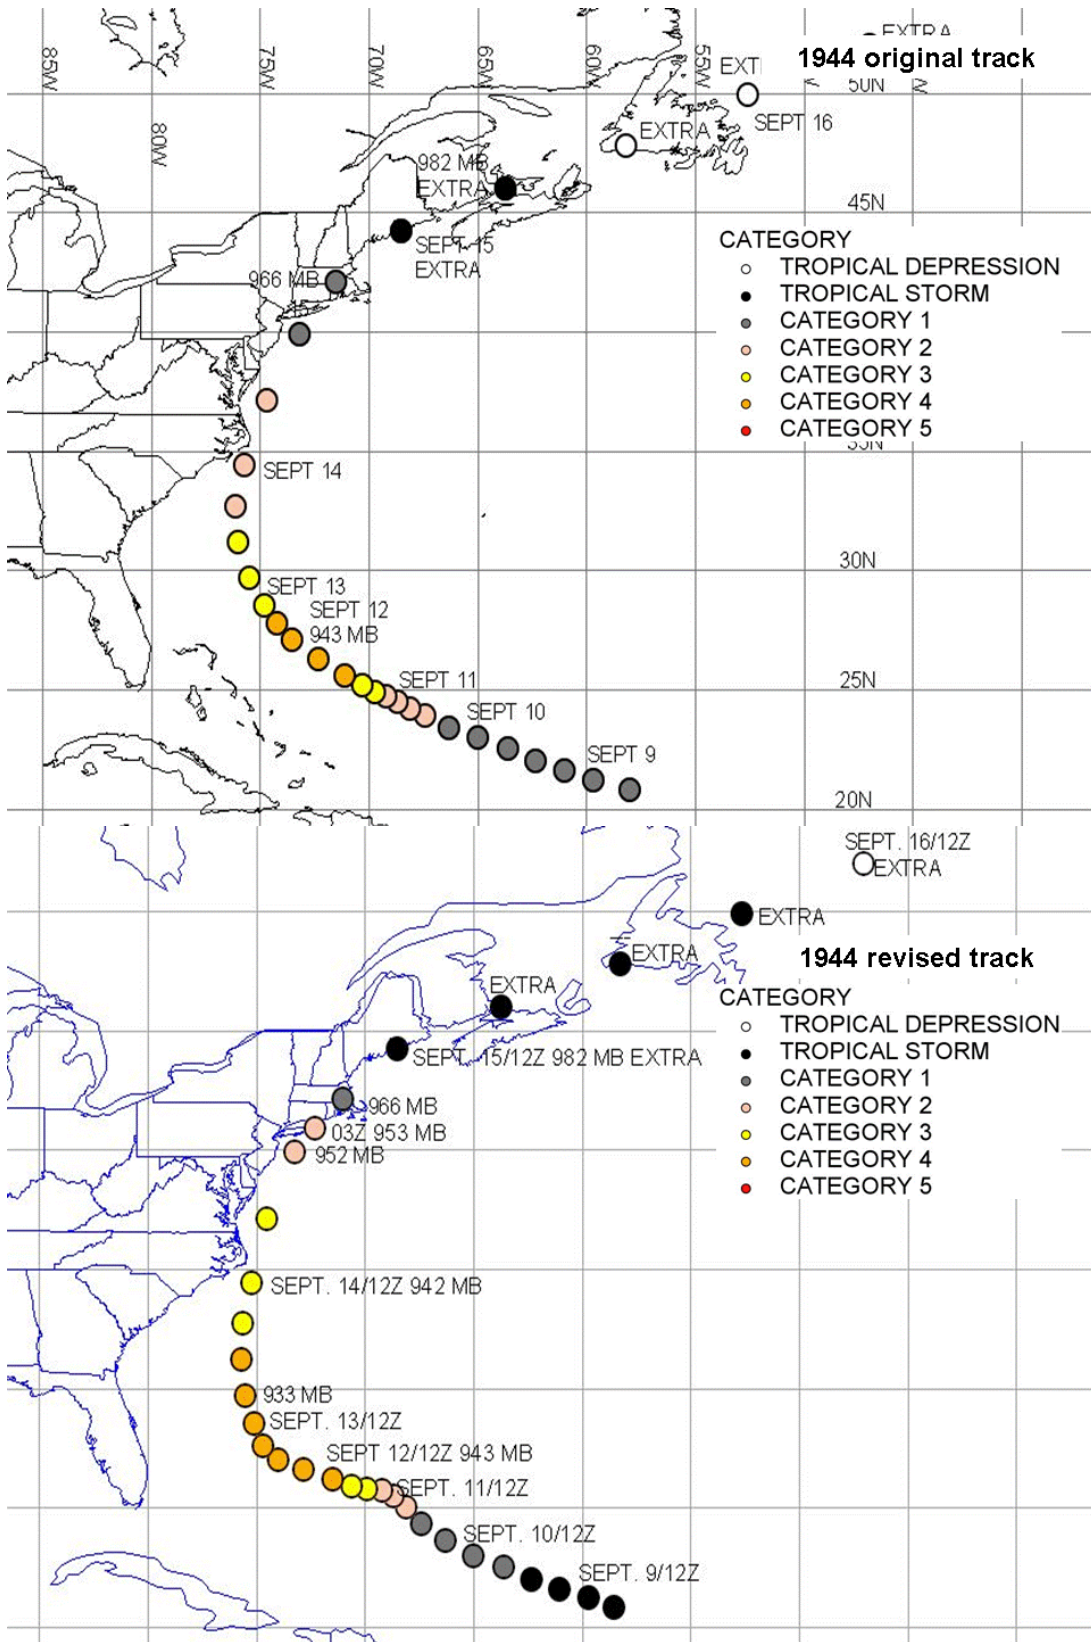 85W
80W
75W
70W
65W
60W
55W
EXTRA
1944 original track
EXT
50N
SEPT 16
EXTRA
982 MB
EXTRA
45N
SEPT 15
EXTRA
966 MB
CATEGORY
TROPICAL DEPRESSION
TROPICAL STORM
CATEGORY 1
CATEGORY 2
CATEGORY 3
CATEGORY 4
CATEGORY 5
35N
SEPT 14
30N
SEPT 13
SEPT 12
943 MB
SEPT 11
25N
SEPT 10
SEPT 9
20N
SEPT. 16/12Z
EXTRA
EXTRA
EXTRA
1944 revised track
EXTRA
CATEGORY
TROPICAL DEPRESSION
TROPICAL STORM
CATEGORY 1
CATEGORY 2
CATEGORY 3
CATEGORY 4
CATEGORY 5
SEPT. 15/12Z 982 MB EXTRA
966 MB
03Z 953 MB
952 MB
SEPT. 14/12Z 942 MB
933 MB
SEPT. 13/12Z
SEPT 12/12Z 943 MB
SEPT. 11/12Z
SEPT. 10/12Z
SEPT. 9/12Z